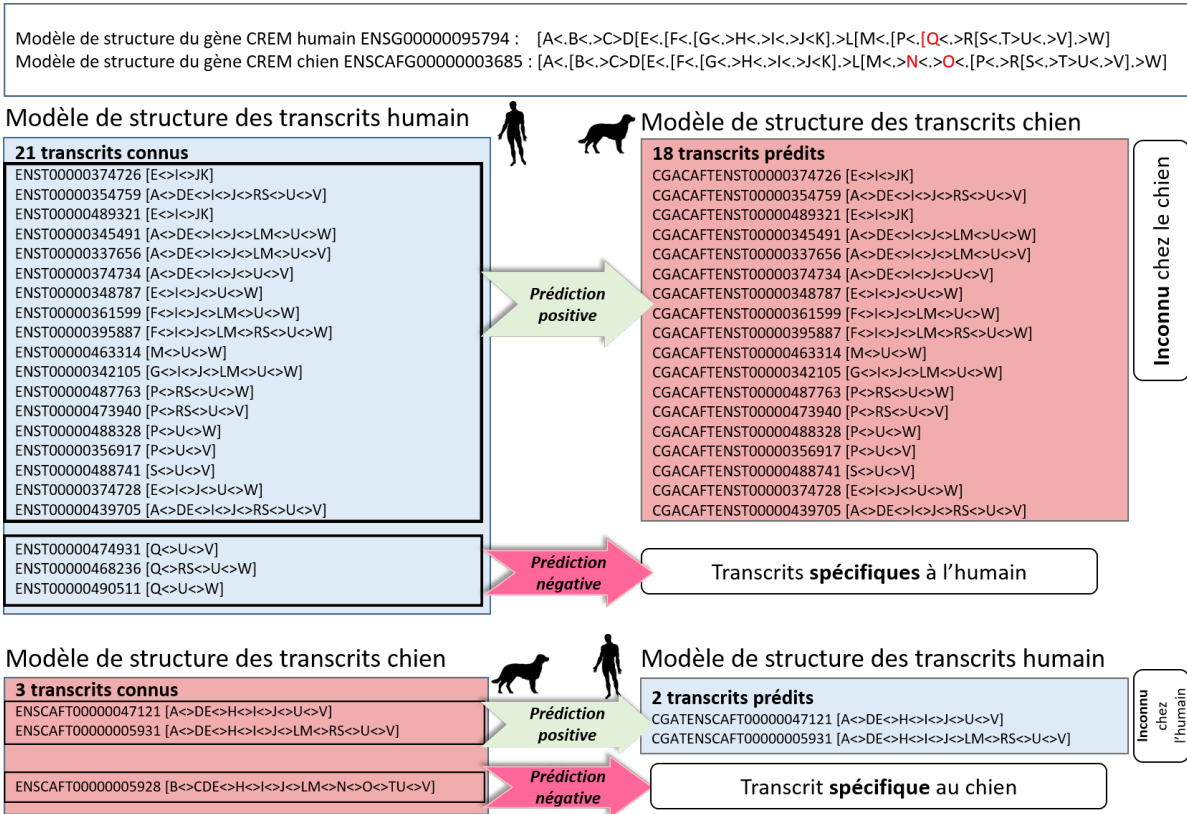 Modèle de structure du gène CREM humain ENSG00000095794 : [A<.B<.>C>D[E<.[F<.[G<.>H<.>I<.>J<K].>L[M<.[P<.[Q<.>R[S<.T>U<.>V].>W]
Modèle de structure du gène CREM chien ENSCAFG00000003685 : [A<.[B<.>C>D[E<.[F<.[G<.>H<.>I<.>J<K].>L[M<.>N<.>O<.[P<.>R[S<.>T>U<.>V].>W]
Modèle de structure des transcrits humain
21 transcrits connus
ENST00000374726 [E<>I<>JK]
ENST00000354759 [A<>DE<>I<>J<>RS<>U<>V]
ENST00000489321 [E<>I<>JK]
ENST00000345491 [A<>DE<>I<>J<>LM<>U<>W]
ENST00000337656 [A<>DE<>I<>J<>LM<>U<>V]
ENST00000374734 [A<>DE<>I<>J<>U<>V]
ENST00000348787 [E<>I<>J<>U<>W]
ENST00000361599 [F<>I<>J<>LM<>U<>W]
ENST00000395887 [F<>I<>J<>LM<>RS<>U<>W]
ENST00000463314 [M<>U<>W]
ENST00000342105 [G<>I<>J<>LM<>U<>W]
ENST00000487763 [P<>RS<>U<>W]
ENST00000473940 [P<>RS<>U<>V]
ENST00000488328 [P<>U<>W]
ENST00000356917 [P<>U<>V]
ENST00000488741 [S<>U<>V]
ENST00000374728 [E<>I<>J<>U<>W]
ENST00000439705 [A<>DE<>I<>J<>RS<>U<>V]
ENST00000474931 [Q<>U<>V]
ENST00000468236 [Q<>RS<>U<>W]
ENST00000490511 [Q<>U<>W]
Prédiction
positive
Prédiction
négative
Modèle de structure des transcrits chien
18 transcrits prédits
CGACAFTENST00000374726 [E<>I<>JK]
CGACAFTENST00000354759 [A<>DE<>I<>J<>RS<>U<>V]
CGACAFTENST00000489321 [E<>I<>JK]
CGACAFTENST00000345491 [A<>DE<>I<>J<>LM<>U<>W]
CGACAFTENST00000337656 [A<>DE<>I<>J<>LM<>U<>V]
CGACAFTENST00000374734 [A<>DE<>I<>J<>U<>V]
CGACAFTENST00000348787 [E<>I<>J<>U<>W]
CGACAFTENST00000361599 [F<>I<>J<>LM<>U<>W]
CGACAFTENST00000395887 [F<>I<>J<>LM<>RS<>U<>W]
CGACAFTENST00000463314 [M<>U<>W]
CGACAFTENST00000342105 [G<>I<>J<>LM<>U<>W]
CGACAFTENST00000487763 [P<>RS<>U<>W]
CGACAFTENST00000473940 [P<>RS<>U<>V]
CGACAFTENST00000488328 [P<>U<>W]
CGACAFTENST00000356917 [P<>U<>V]
CGACAFTENST00000488741 [S<>U<>V]
CGACAFTENST00000374728 [E<>I<>J<>U<>W]
CGACAFTENST00000439705 [A<>DE<>I<>J<>RS<>U<>V]
Inconnu chez le chien
Transcrits spécifiques à l'humain
Modèle de structure des transcrits chien
3 transcrits connus
ENSCAFT00000047121 [A<>DE<>H<>I<>J<>U<>V]
ENSCAFT00000005931 [A<>DE<>H<>I<>J<>LM<>RS<>U<>V]
ENSCAFT00000005928 [B<>CDE<>H<>I<>J<>LM<>N<>O<>TU<>V]
Prédiction
positive
Prédiction
négative
Modèle de structure des transcrits humain
2 transcrits prédits
CGATENSCAFT00000047121 [A<>DE<>H<>I<>J<>U<>V]
CGATENSCAFT00000005931 [A<>DE<>H<>I<>J<>LM<>RS<>U<>V]
Inconnu
chez
l'humain
Transcrit spécifique au chien